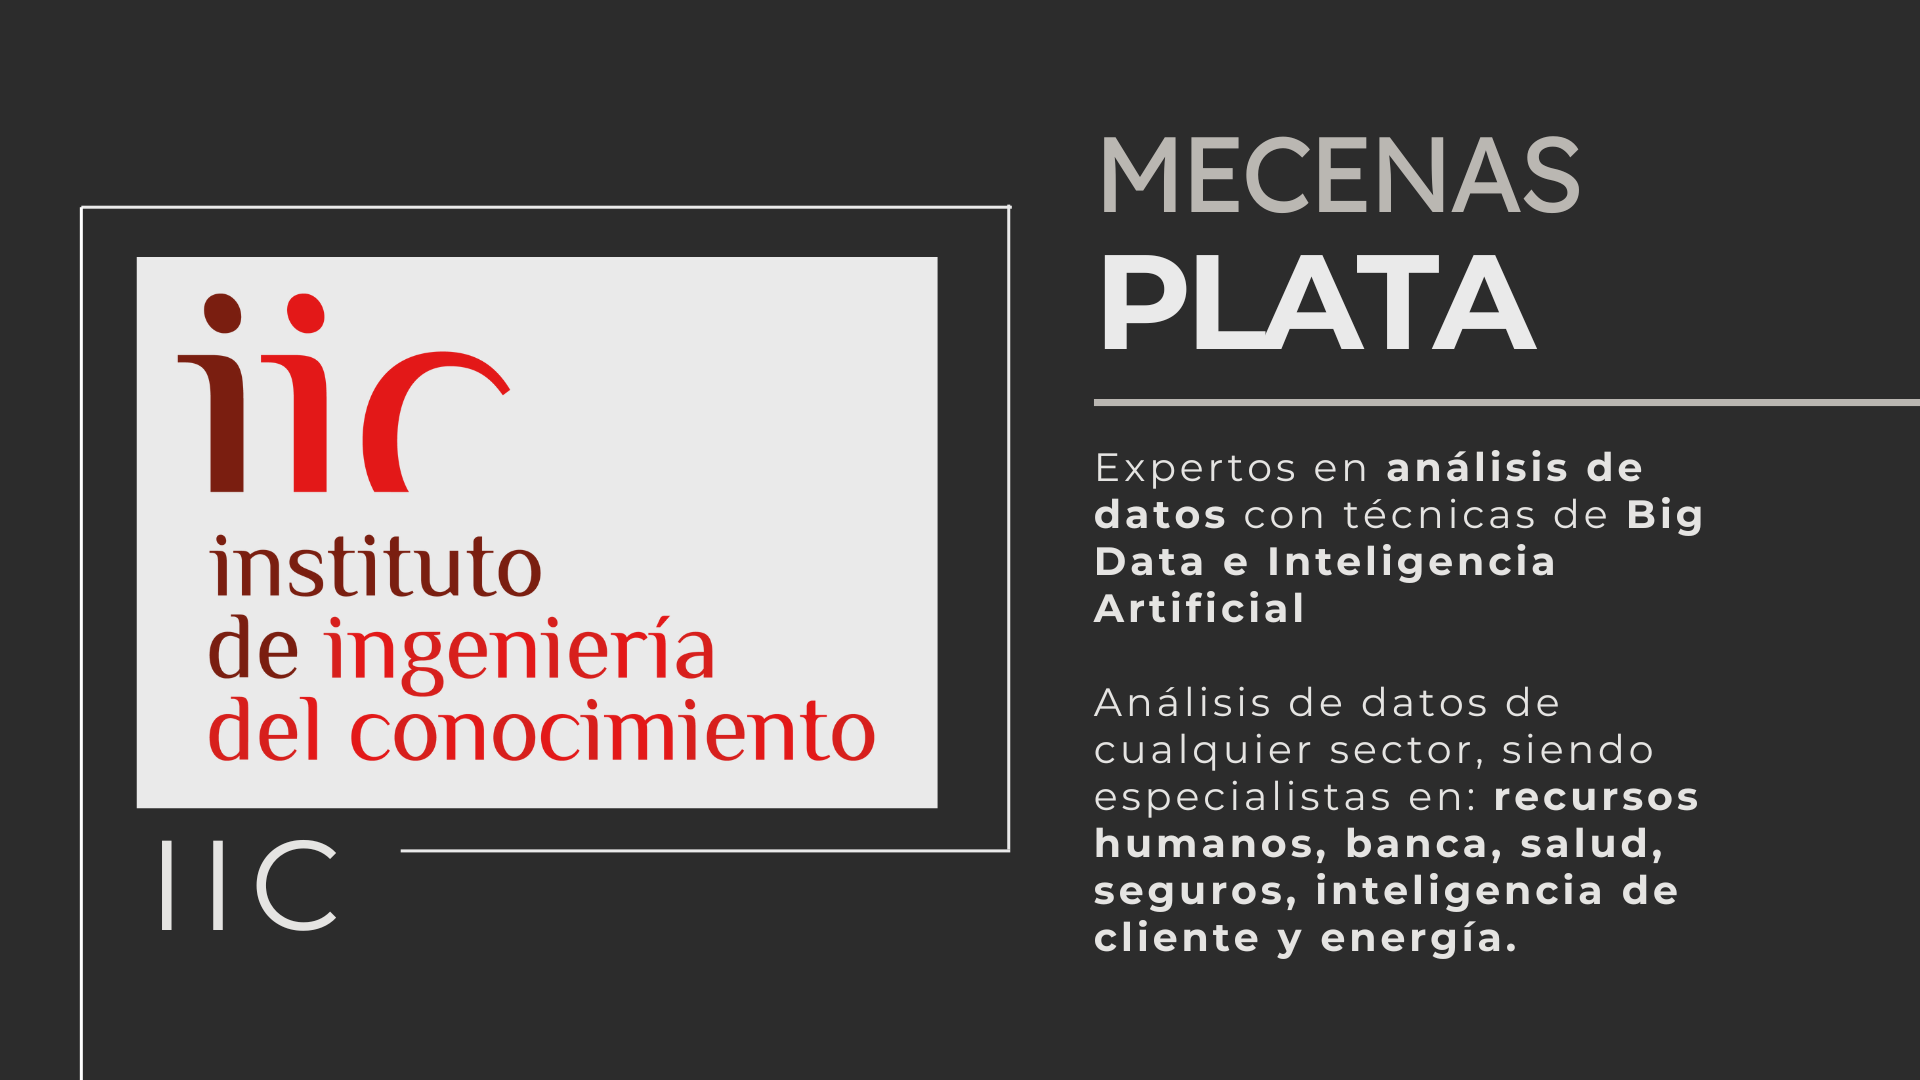 iic
instituto
de ingeniería
del conocimiento
IIC
MECENAS
PLATA
Expertos en análisis de
datos con técnicas de Big
Data e Inteligencia
Artificial
Análisis de datos de
cualquier sector, siendo
especialistas en: recursos
humanos, banca, salud,
seguros, inteligencia de
cliente y energía.